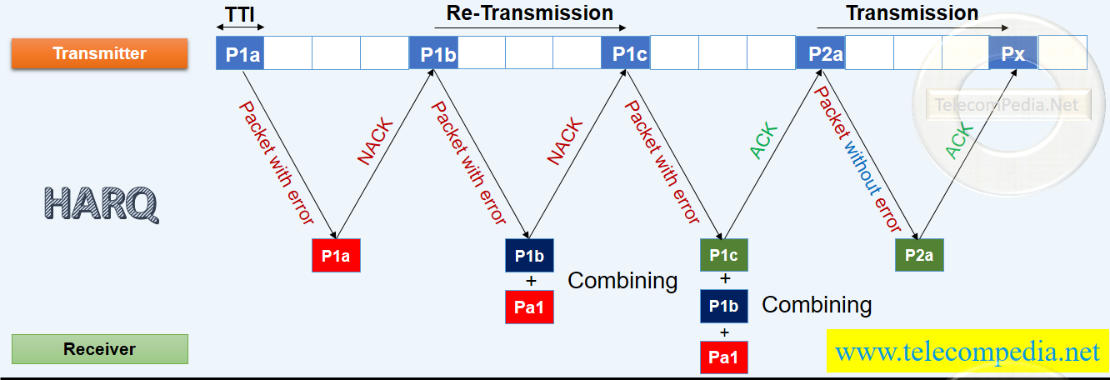 TTI
Re-Transmission
Transmission
Transmitter
P1a
P1b
P1c
P2a
Px
TelecomPedia.Net
Packet with error
NACK
Packet with error
NACK
Packet with error
ACK
Packet without error
ACK
HARQ
P1a
P1b
+
Pa1
Combining
P1c
+
P1b
+
Pa1
Combining
P2a
Receiver
www.telecompedia.net